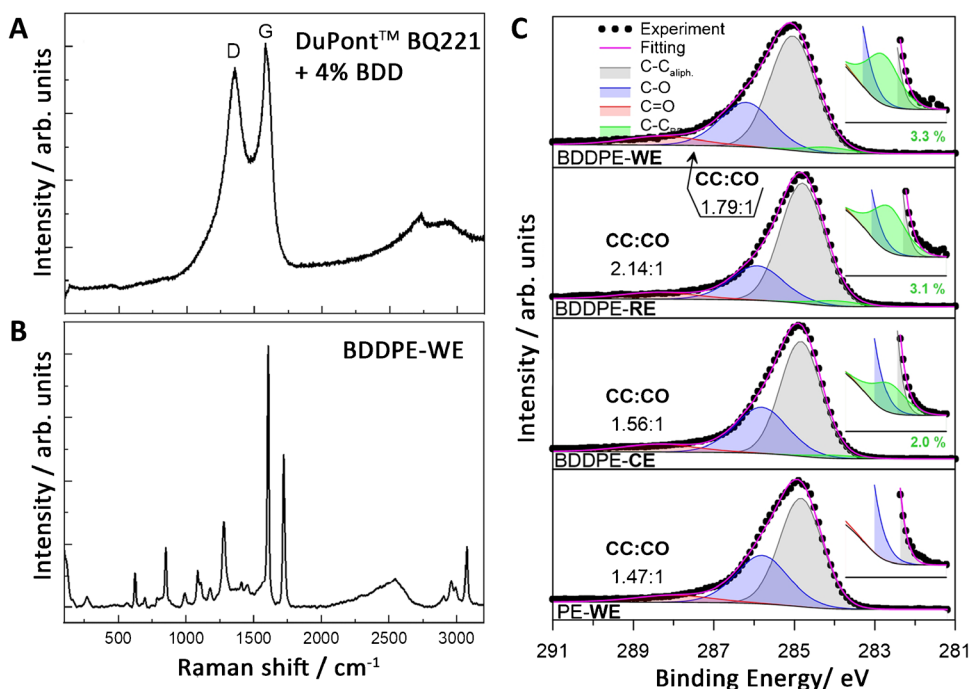 A
D
G
DuPont™ BQ221
+ 4% BDD
Intensity/ arb. units
B
BDDPE-WE
Intensity/ arb. units
500
1000
1500
2000
2500
3000
Raman shift / cm⁻¹
C
Experiment
Fitting
C-Caliph.
C-O
C=O
C-C
3.3 %
BDDPE-WE
CC:CO
1.79:1
CC:CO
2.14:1
3.1 %
BDDPE-RE
CC:CO
1.56:1
2.0 %
BDDPE-CE
CC:CO
1.47:1
PE-WE
Intensity/ arb. units
291
289
287
285
283
281
Binding Energy/ eV